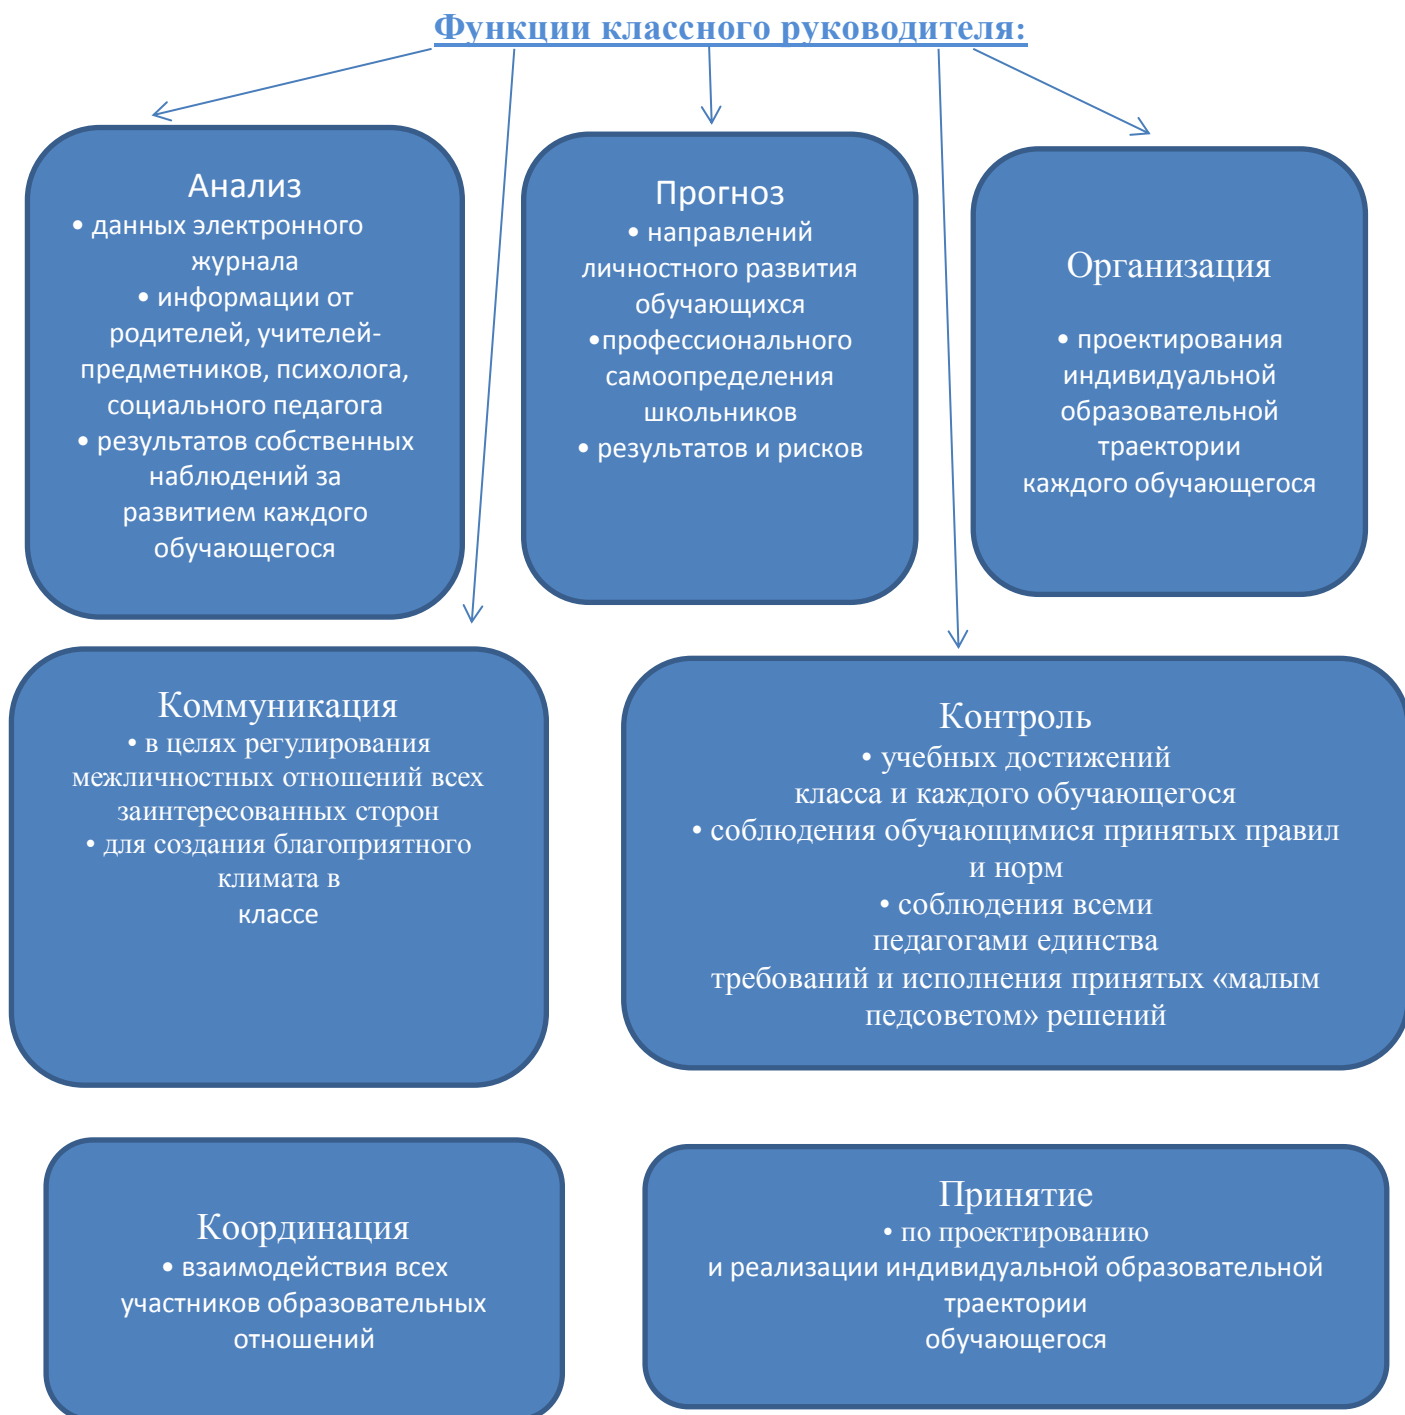 Функции классного руководителя:
Анализ
• данных электронного
журнала
• информации от
родителей, учителей-
предметников, психолога,
социального педагога
• результатов собственных
наблюдений за
развитием каждого
обучающегося
Прогноз
• направлений
личностного развития
обучающихся
•профессионального
самоопределения
школьников
• результатов и рисков
Организация
• проектирования
индивидуальной
образовательной
траектории
каждого обучающегося
Коммуникация
• в целях регулирования
межличностных отношений всех
заинтересованных сторон
• для создания благоприятного
климата в
классе
Контроль
• учебных достижений
класса и каждого обучающегося
• соблюдения обучающимися принятых правил
и норм
• соблюдения всеми
педагогами единства
требований и исполнения принятых «малым
педсоветом» решений
Координация
• взаимодействия всех
участников образовательных
отношений
Принятие
• по проектированию
и реализации индивидуальной образовательной
траектории
обучающегося